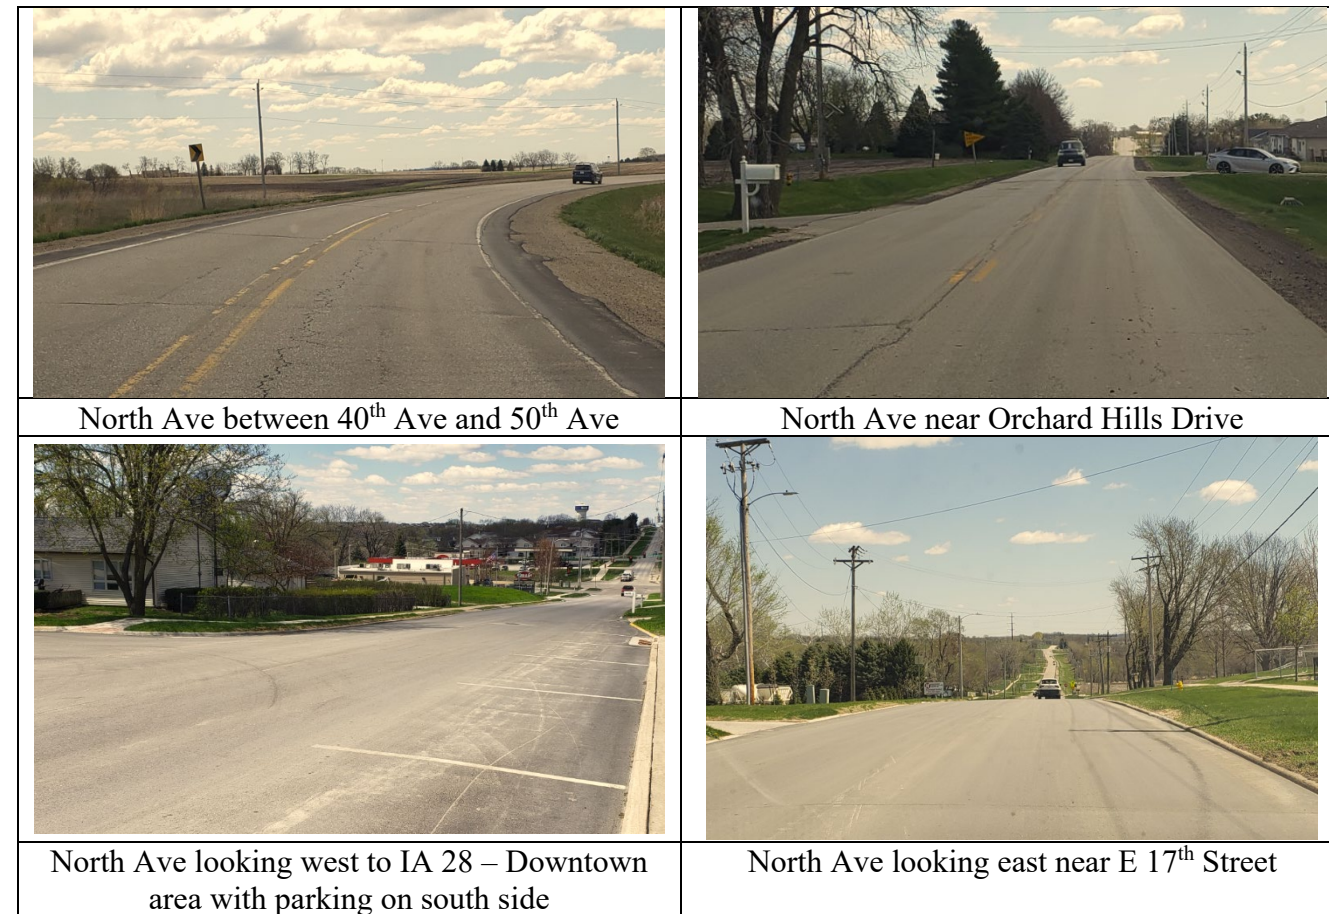 North Ave between 40th Ave and 50th Ave
North Ave near Orchard Hills Drive
North Ave looking west to IA 28 – Downtown
area with parking on south side
North Ave looking east near E 17th Street